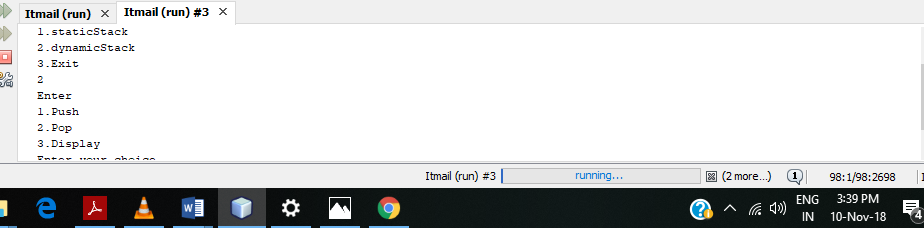 Itmail (run) Itmail (run) #3
1.staticStack
2.dynamicStack
3.Exit
2
Enter
1.Push
2.Pop
3.Display
Enter your choice
Itmail (run) #3 running... (2 more...) 1 98:1/98:2698
ENG 3:39 PM
IN 10-Nov-18 4